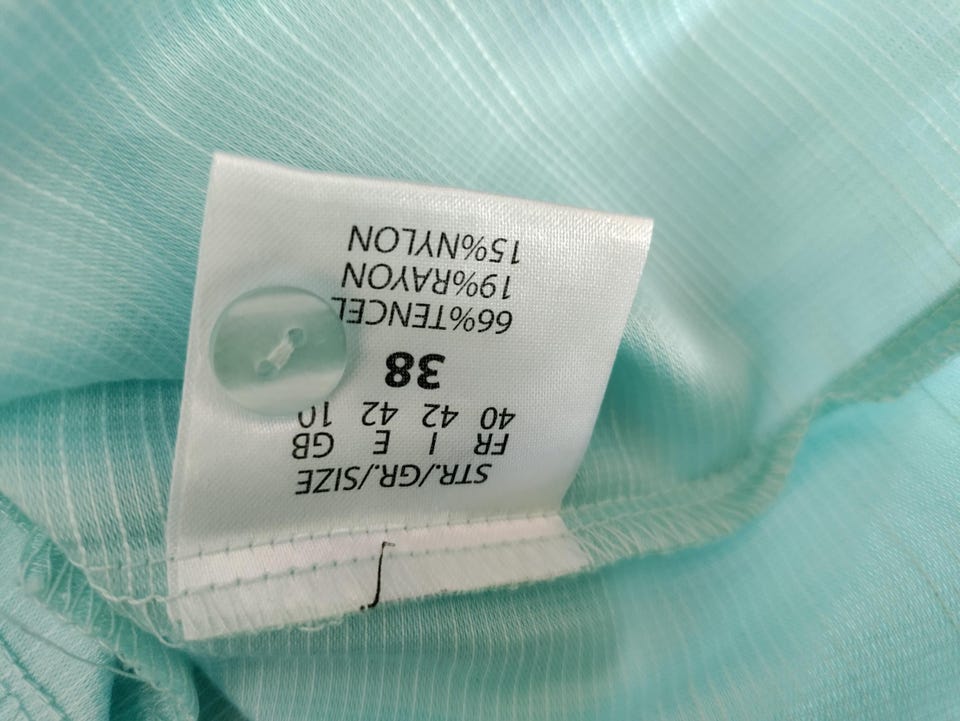 STR./GR./SIZE
FR I E GB
40 42 42 10
38
66%TENCEL
19%RAYON
15%NYLON